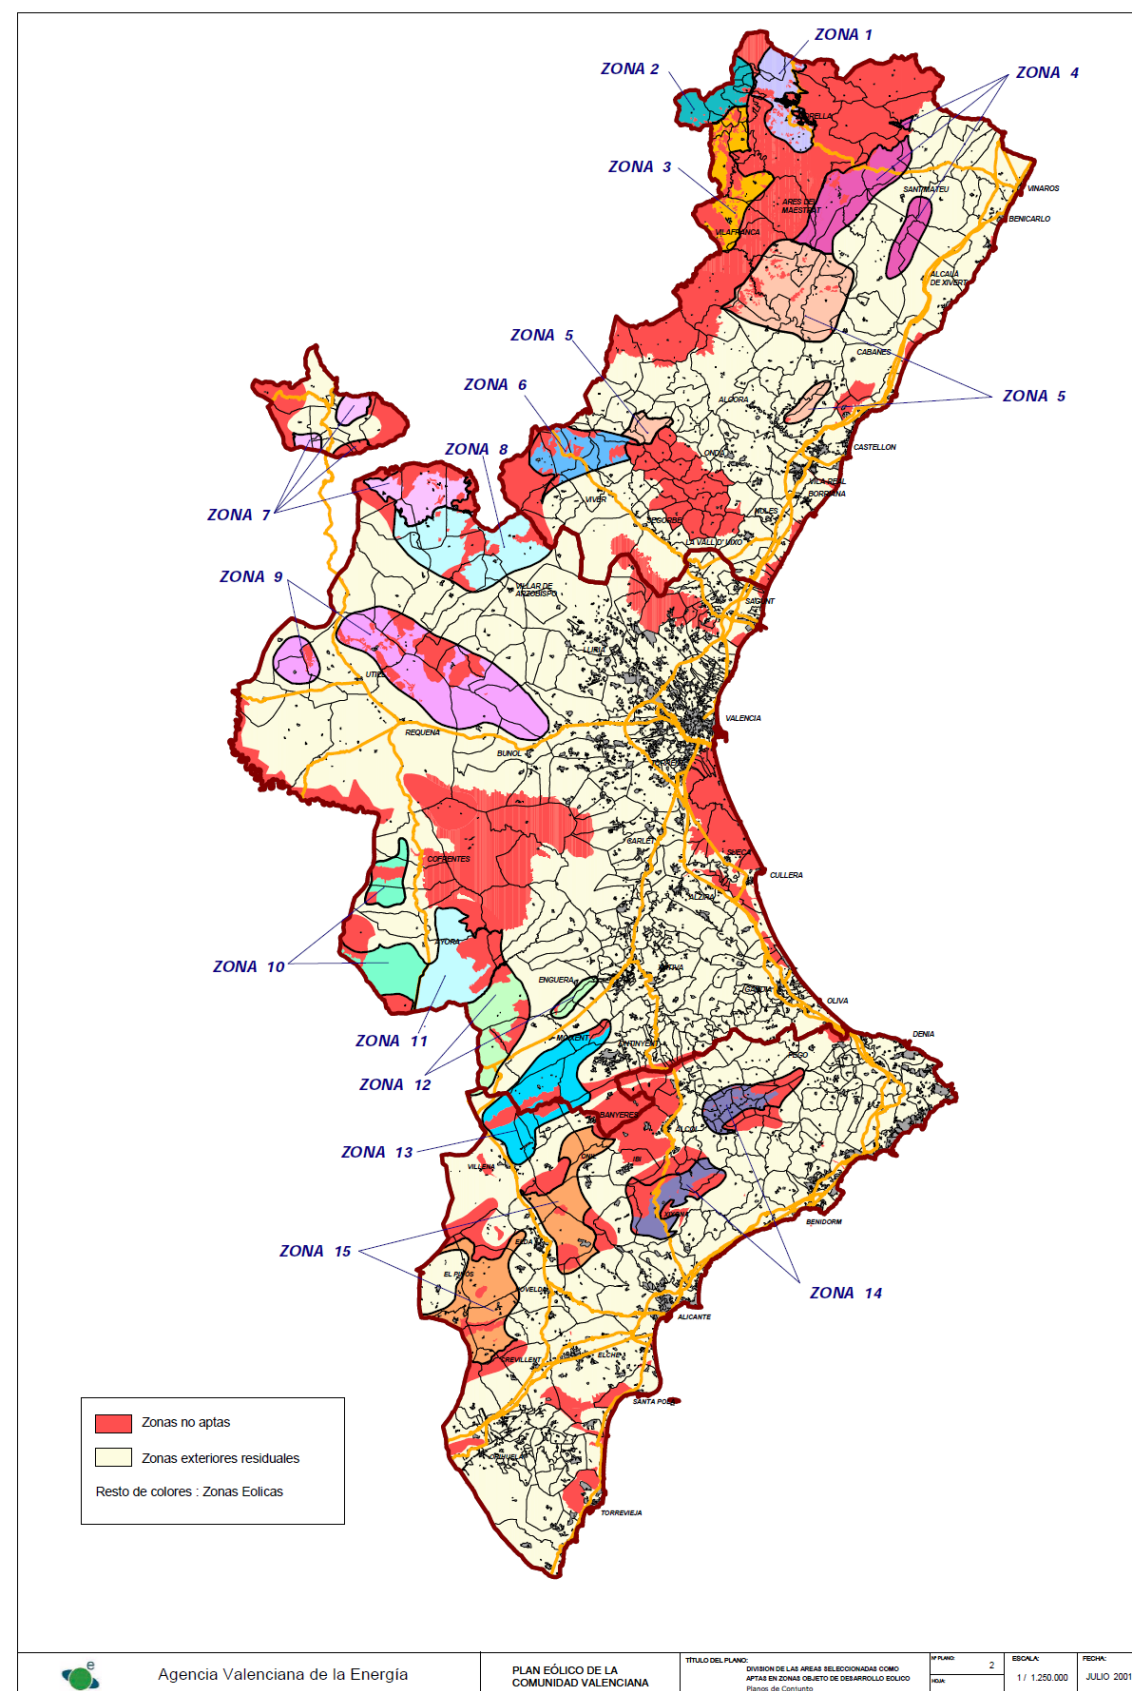 ZONA 1
ZONA 2
ZONA 4
ZONA 3
SANT MATEU
VINAROS
ARES DEL
MAESTRAT
BENICARLO
VILAFRANCA
ALCALA
DE XIVERT
ZONA 5
CABANES
ZONA 6
ALCORA
ZONA 5
ZONA 8
CASTELLON
ONDA
VILA REAL
BORRIANA
VIVER
ZONA 7
NULES
SEGORBE
LA VALL D' UIXO
ZONA 9
VILLAR DE
ARZOBISPO
SAGUNT
LLIRIA
UTIEL
VALENCIA
REQUENA
BUNOL
TORRENT
CARLET
SUECA
COFRENTES
CULLERA
ALZIRA
AYORA
ZONA 10
ENGUERA
XATIVA
GANDIA
OLIVA
ZONA 11
MOIXENT
ONTINYENT
DENIA
PEGO
ZONA 12
BANYERES
ALCOI
ZONA 13
ONIL
IBI
VILLENA
XIXONA
BENIDORM
ZONA 15
ELDA
EL PINOS
ZONA 14
NOVELDA
ALICANTE
CREVILLENT
ELCHE
SANTA POLA
Zonas no aptas
Zonas exteriores residuales
ORIHUELA
Resto de colores : Zonas Eolicas
TORREVIEJA
Agencia Valenciana de la Energía
PLAN EÓLICO DE LA
COMUNIDAD VALENCIANA
TÍTULO DEL PLANO:
DIVISION DE LAS AREAS SELECCIONADAS COMO
APTAS EN ZONAS OBJETO DE DESARROLLO EOLICO
Planos de Conjunto
Nº PLANO:
2
HOJA:
ESCALA:
1 / 1.250.000
FECHA:
JULIO 2001